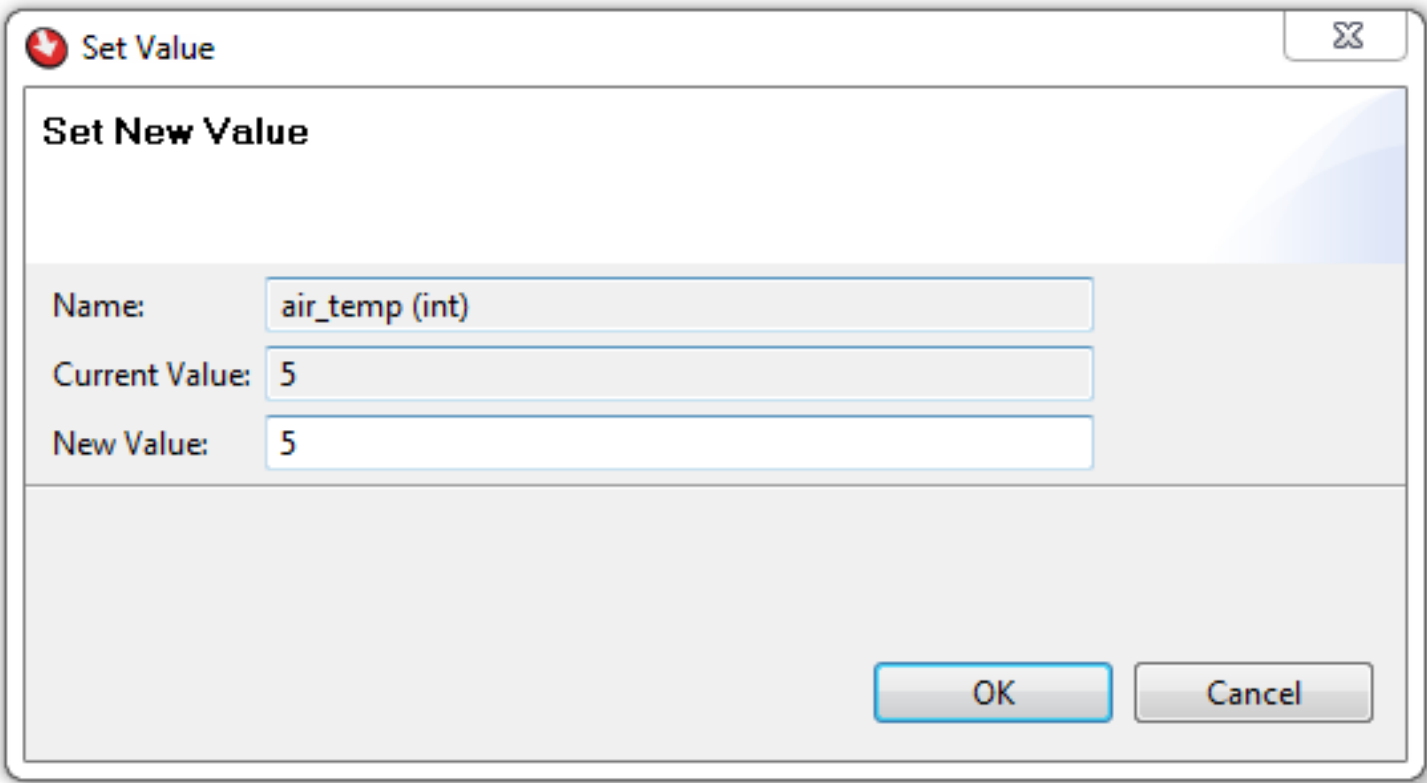 Set Value
Set New Value
Name: air_temp (int)
Current Value: 5
New Value: 5
OK Cancel